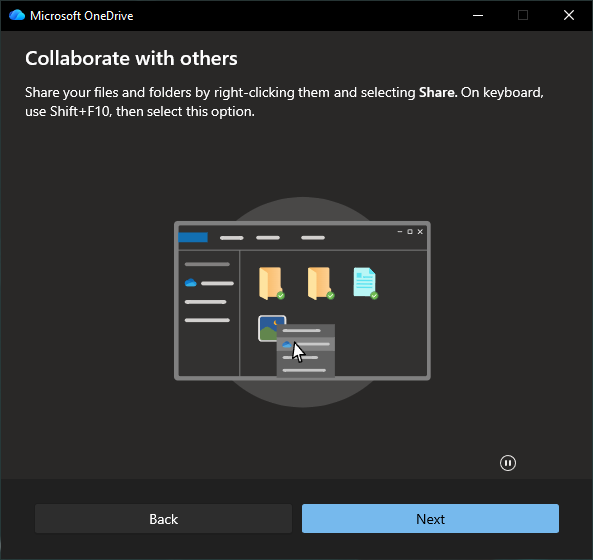 Microsoft OneDrive
Collaborate with others
Share your files and folders by right-clicking them and selecting Share. On keyboard,
use Shift+F10, then select this option.
Back
Next